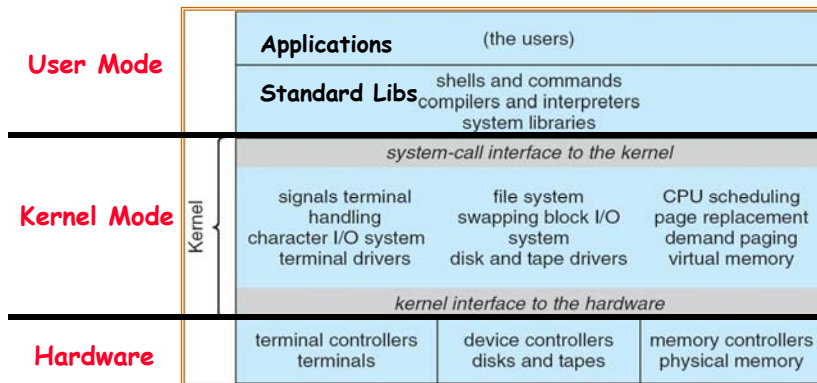 User Mode
Applications
(the users)
Standard Libs
shells and commands
compilers and interpreters
system libraries
Kernel Mode
Kernel
system-call interface to the kernel
signals terminal
handling
character I/O system
terminal drivers
file system
swapping block I/O
system
disk and tape drivers
CPU scheduling
page replacement
demand paging
virtual memory
kernel interface to the hardware
Hardware
terminal controllers
terminals
device controllers
disks and tapes
memory controllers
physical memory